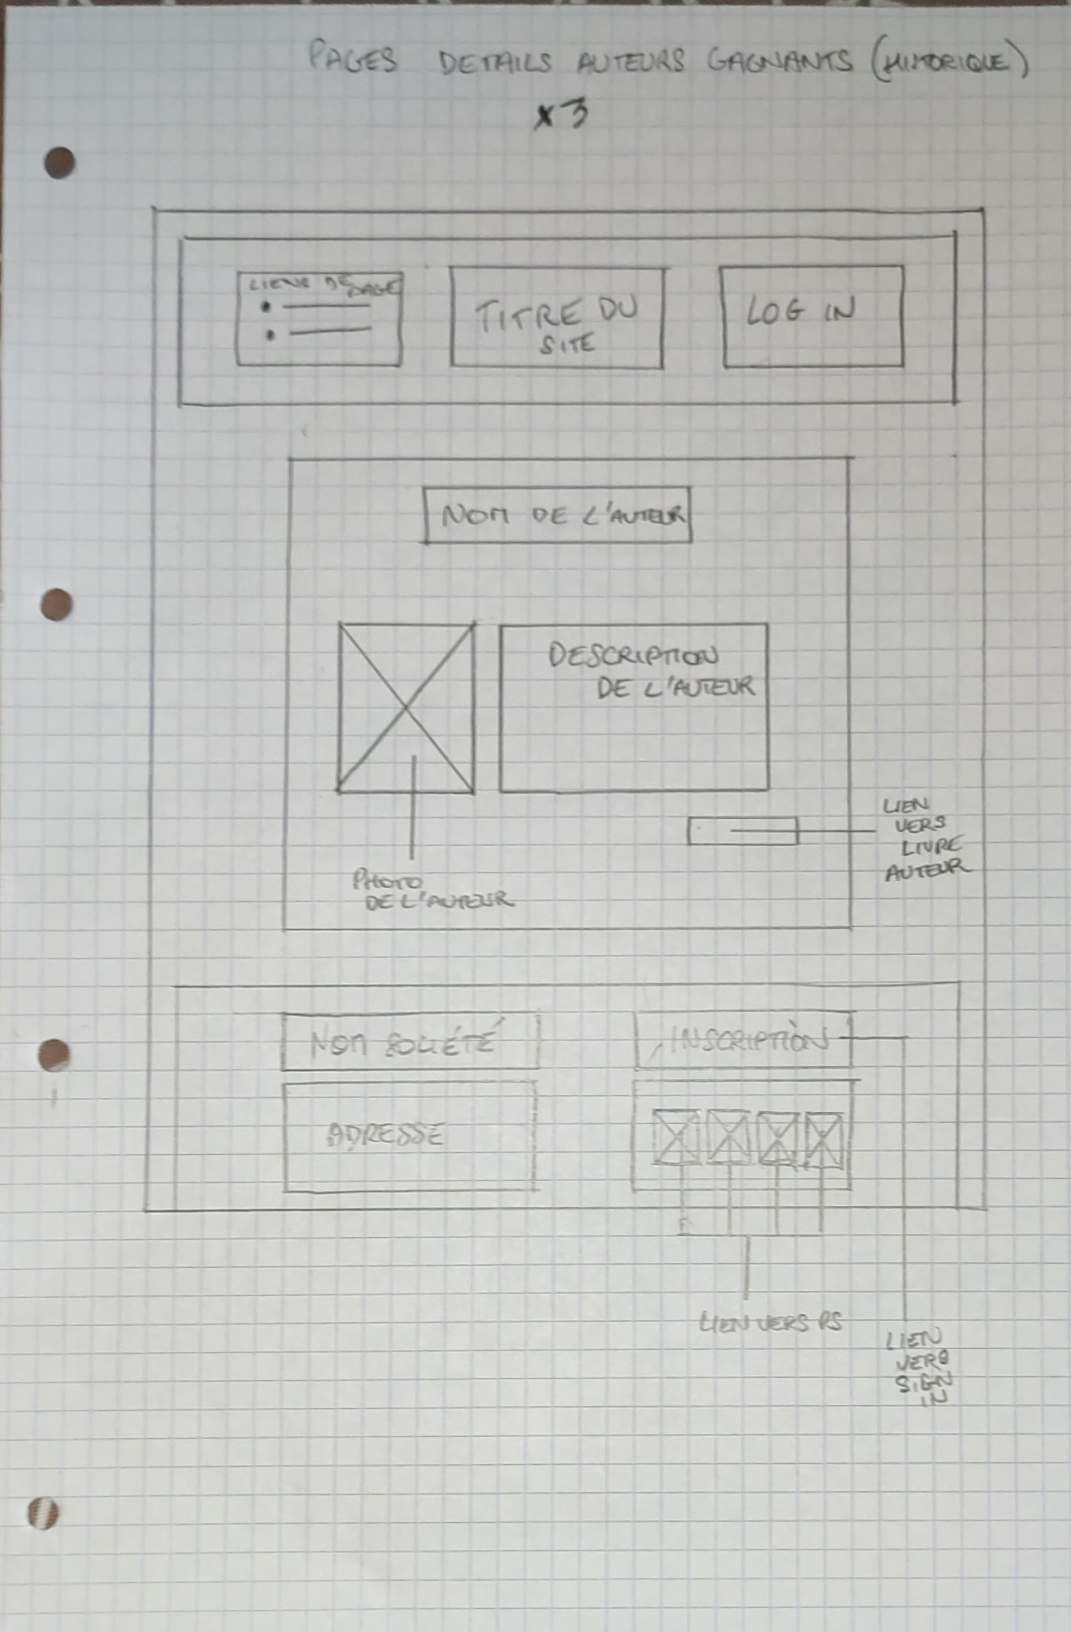 PAGES DETAILS AUTEURS GAGNANTS (HISTORIQUE)
x3
LIENS DE PAGE
TITRE DU
SITE
LOG IN
NOM DE L'AUTEUR
DESCRIPTION
DE L'AUTEUR
LIEN
VERS
LIVRE
AUTEUR
PHOTO
DE L'AUTEUR
NOM SOCIÉTÉ
INSCRIPTION
ADRESSE
LIEN VERS RS
LIEN
VERS
SIGN
IN